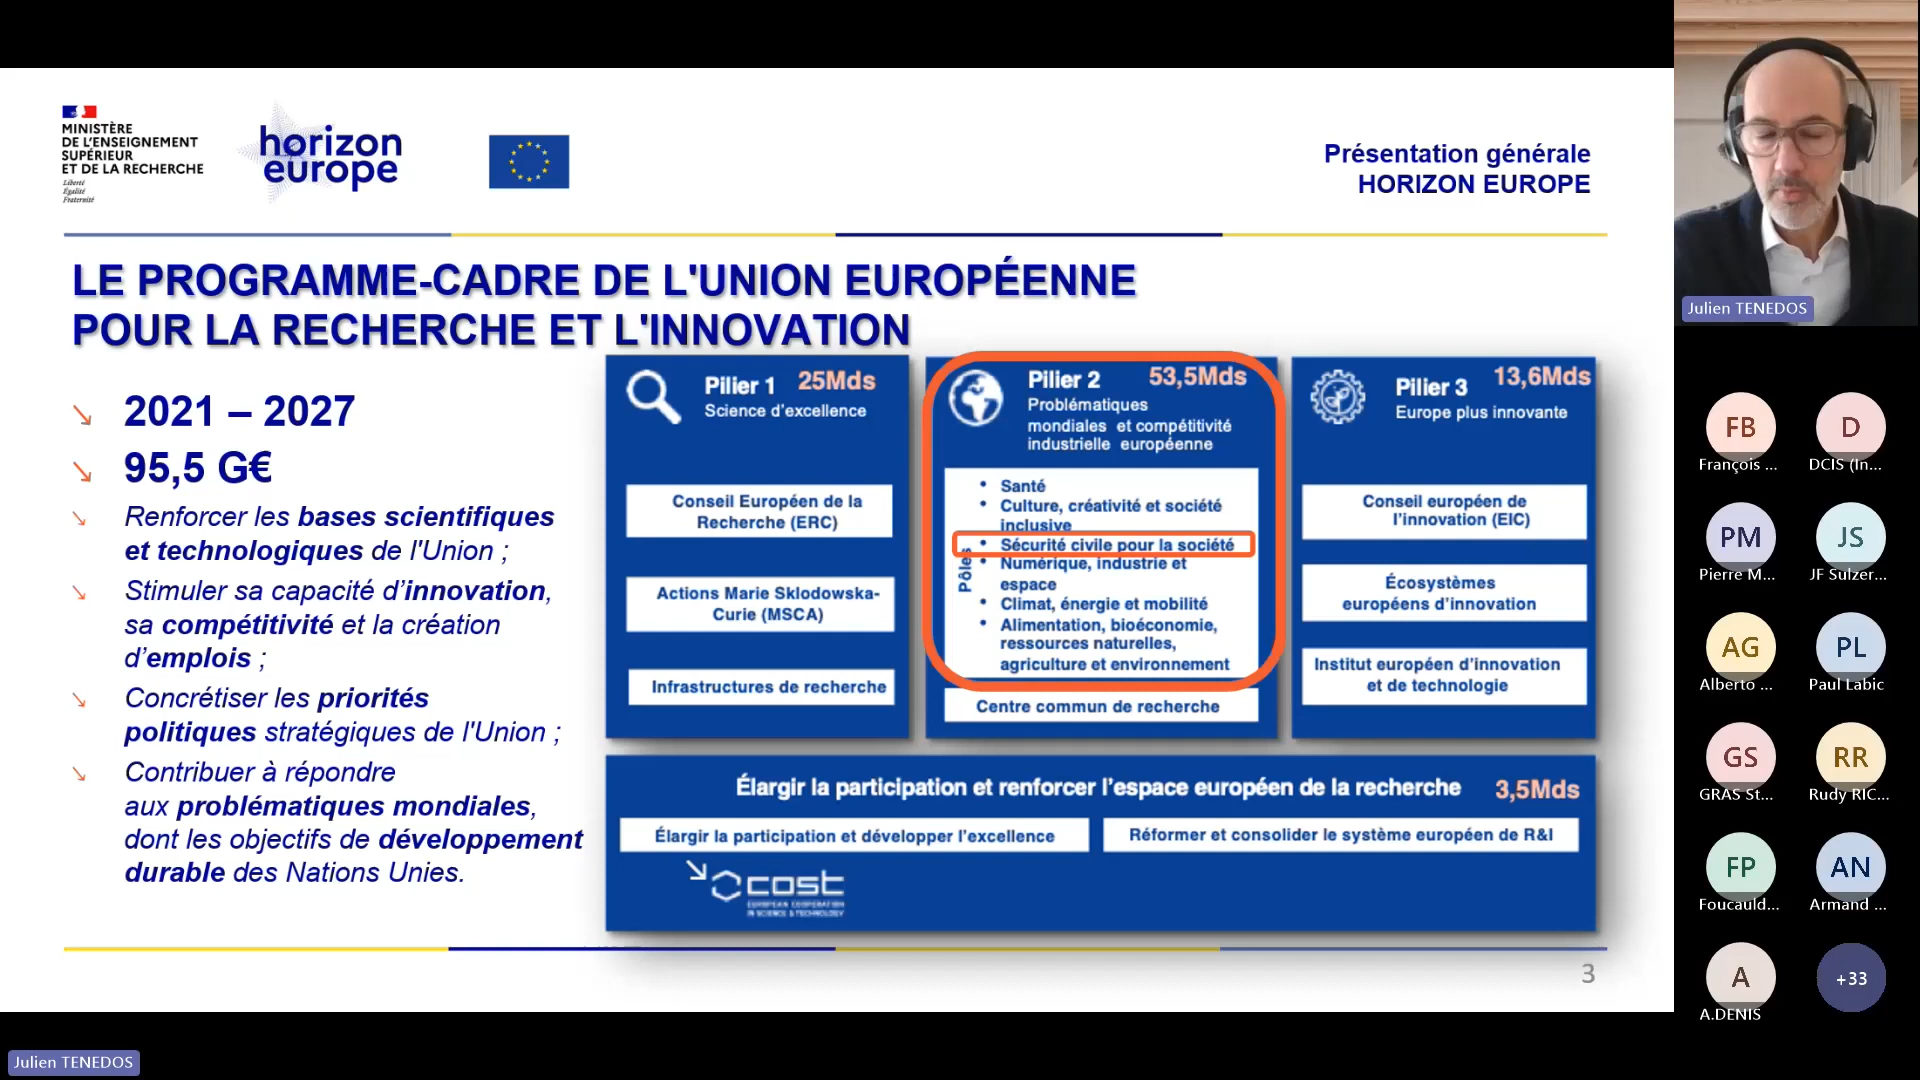 MINISTÈRE
DE L'ENSEIGNEMENT
SUPÉRIEUR
ET DE LA RECHERCHE
Liberté
Égalité
Fraternité
horizon
europe
Présentation générale
HORIZON EUROPE
LE PROGRAMME-CADRE DE L'UNION EUROPÉENNE
POUR LA RECHERCHE ET L'INNOVATION
2021 – 2027
95,5 G€
Renforcer les bases scientifiques
et technologiques de l'Union ;
Stimuler sa capacité d'innovation,
sa compétitivité et la création
d'emplois ;
Concrétiser les priorités
politiques stratégiques de l'Union ;
Contribuer à répondre
aux problématiques mondiales,
dont les objectifs de développement
durable des Nations Unies.
Pilier 1 25Mds
Science d'excellence
Conseil Européen de la
Recherche (ERC)
Actions Marie Sklodowska-
Curie (MSCA)
Infrastructures de recherche
Pilier 2 53,5Mds
Problématiques
mondiales et compétitivité
industrielle européenne
Pôles
• Santé
• Culture, créativité et société
inclusive
• Sécurité civile pour la société
• Numérique, industrie et
espace
• Climat, énergie et mobilité
• Alimentation, bioéconomie,
ressources naturelles,
agriculture et environnement
Centre commun de recherche
Pilier 3 13,6Mds
Europe plus innovante
Conseil européen de
l'innovation (EIC)
Écosystèmes
européens d'innovation
Institut européen d'innovation
et de technologie
Élargir la participation et renforcer l'espace européen de la recherche 3,5Mds
Élargir la participation et développer l'excellence
Réformer et consolider le système européen de R&I
cost
EUROPEAN COOPERATION
IN SCIENCE & TECHNOLOGY
3
Julien TENEDOS
Julien TENEDOS
FB
François ...
D
DCIS (In...
PM
Pierre M...
JS
JF Sulzer...
AG
Alberto ...
PL
Paul Labic
GS
GRAS St...
RR
Rudy RIC...
FP
Foucauld...
AN
Armand ...
A
A.DENIS
+33